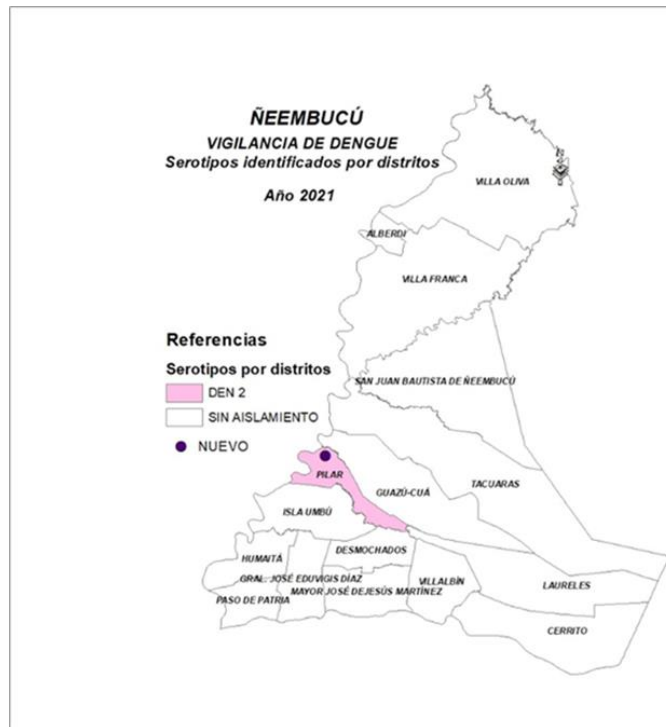 ÑEEMBUCÚ
VIGILANCIA DE DENGUE
Serotipos identificados por distritos
Año 2021
VILLA OLIVA
ALBERDI
VILLA FRANCA
Referencias
Serotipos por distritos
DEN 2
SIN AISLAMIENTO
NUEVO
SAN JUAN BAUTISTA DE ÑEEMBUCÚ
PILAR
GUAZÚ-CUÁ
TACUARAS
ISLA UMBÚ
DESMOCHADOS
HUMAITÁ
GRAL. JOSÉ EDUVIGIS DÍAZ
VILLALBÍN
LAURELES
PASO DE PATRIA
MAYOR JOSÉ DEJESÚS MARTÍNEZ
CERRITO